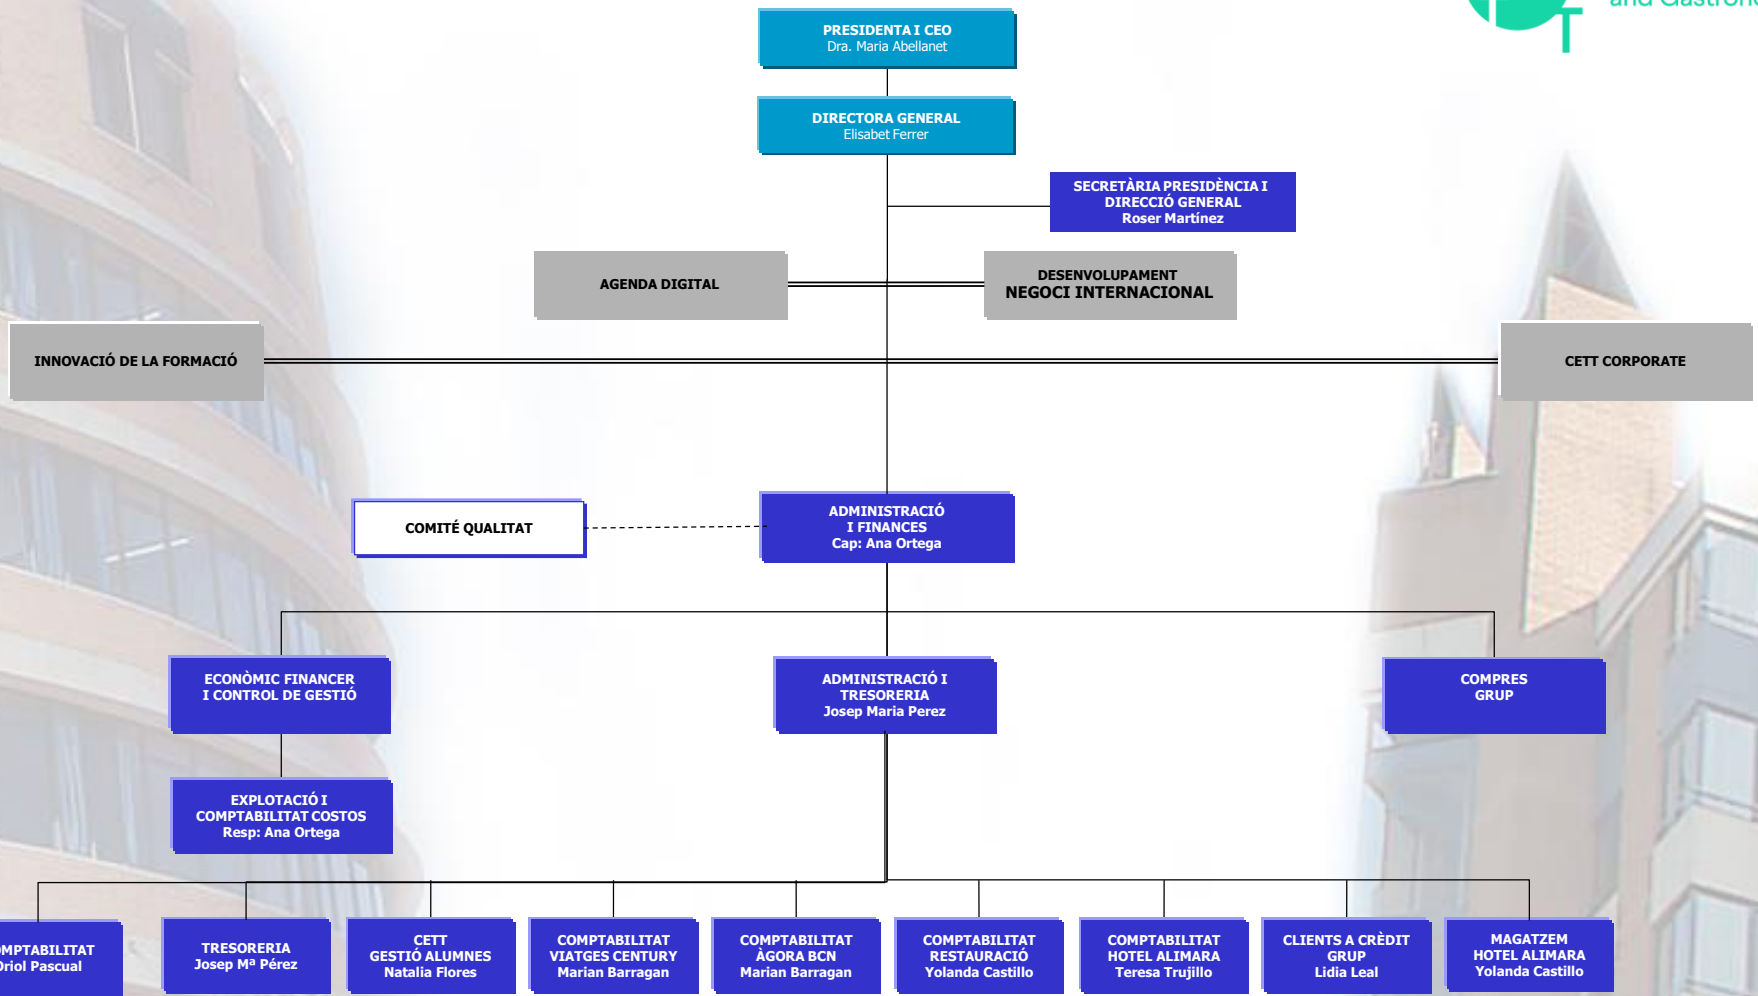 and Gastrono
T
PRESIDENTA I CEO
Dra. Maria Abellanet
DIRECTORA GENERAL
Elisabet Ferrer
SECRETÀRIA PRESIDÈNCIA I
DIRECCIÓ GENERAL
Roser Martínez
AGENDA DIGITAL
DESENVOLUPAMENT
NEGOCI INTERNACIONAL
INNOVACIÓ DE LA FORMACIÓ
CETT CORPORATE
COMITÉ QUALITAT
ADMINISTRACIÓ
I FINANCES
Cap: Ana Ortega
ECONÒMIC FINANCER
I CONTROL DE GESTIÓ
ADMINISTRACIÓ I
TRESORERIA
Josep Maria Perez
COMPRES
GRUP
EXPLOTACIÓ I
COMPTABILITAT COSTOS
Resp: Ana Ortega
OMPTABILITAT
Oriol Pascual
TRESORERIA
Josep Mª Pérez
CETT
GESTIÓ ALUMNES
Natalia Flores
COMPTABILITAT
VIATGES CENTURY
Marian Barragan
COMPTABILITAT
ÀGORA BCN
Marian Barragan
COMPTABILITAT
RESTAURACIÓ
Yolanda Castillo
COMPTABILITAT
HOTEL ALIMARA
Teresa Trujillo
CLIENTS A CRÈDIT
GRUP
Lidia Leal
MAGATZEM
HOTEL ALIMARA
Yolanda Castillo